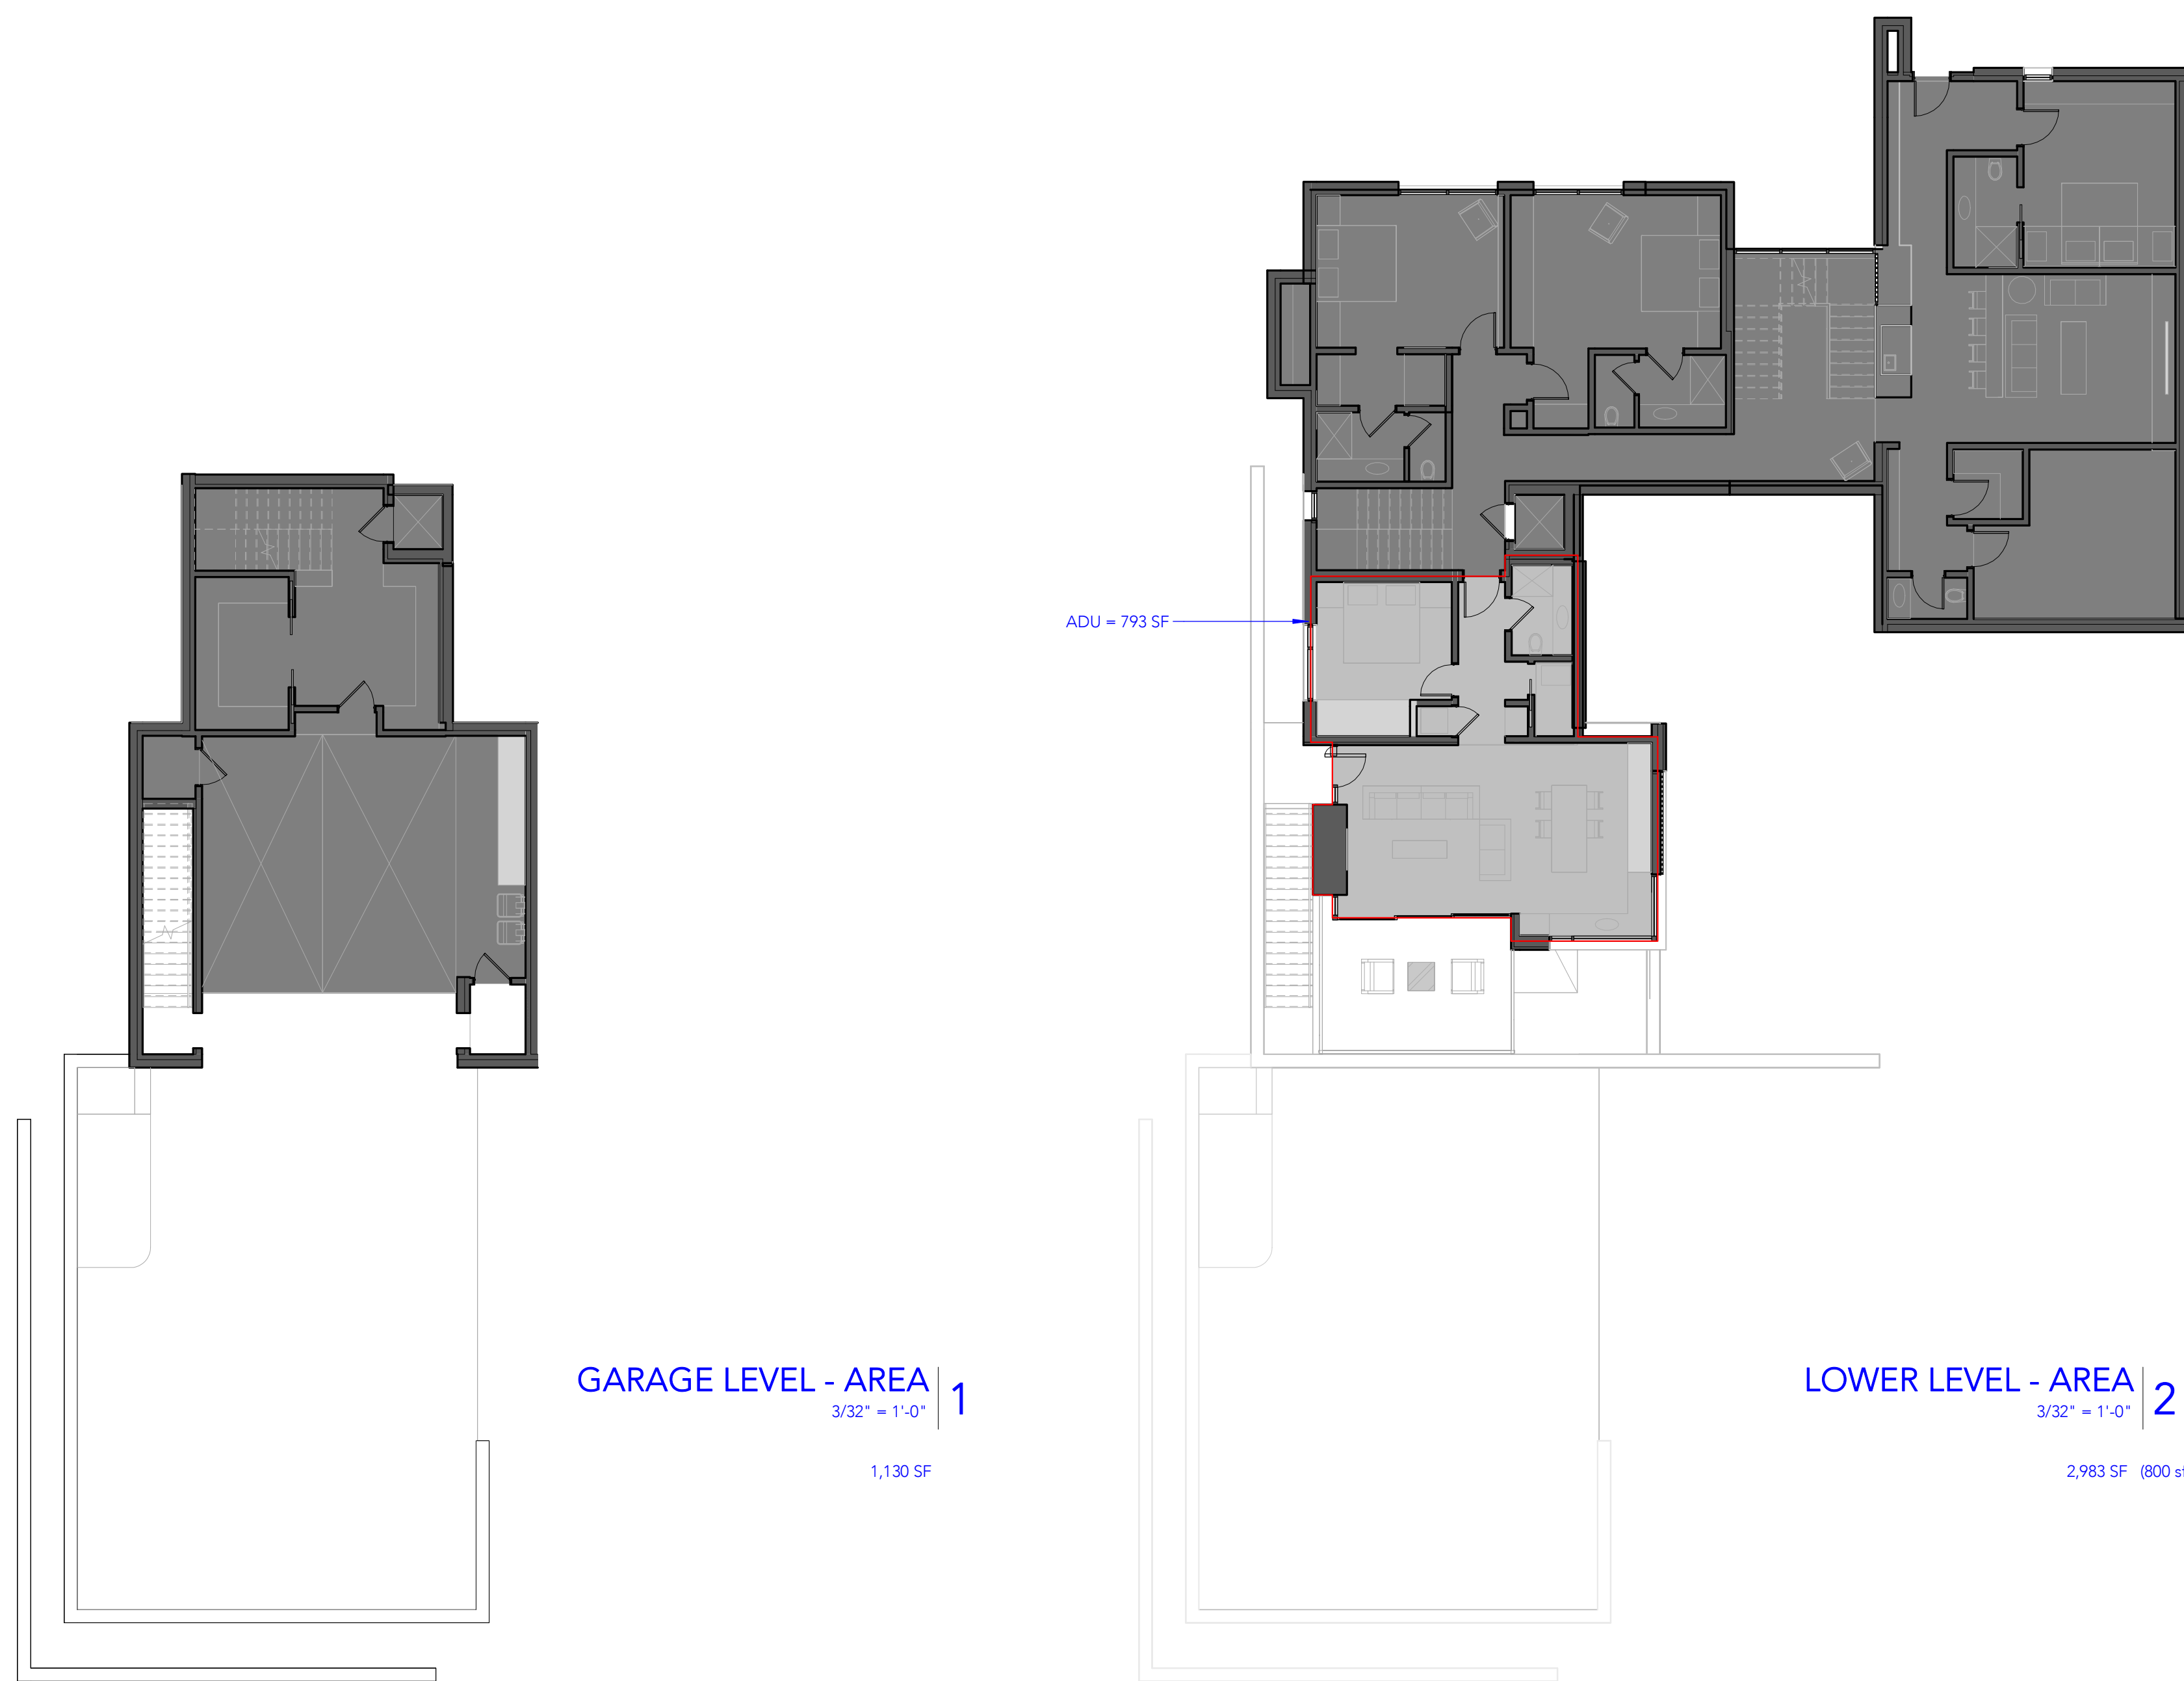 ADU = 793 SF
GARAGE LEVEL - AREA
1
3/32" = 1'-0"
1,130 SF
LOWER LEVEL - AREA
2
3/32" = 1'-0"
2,983 SF (800